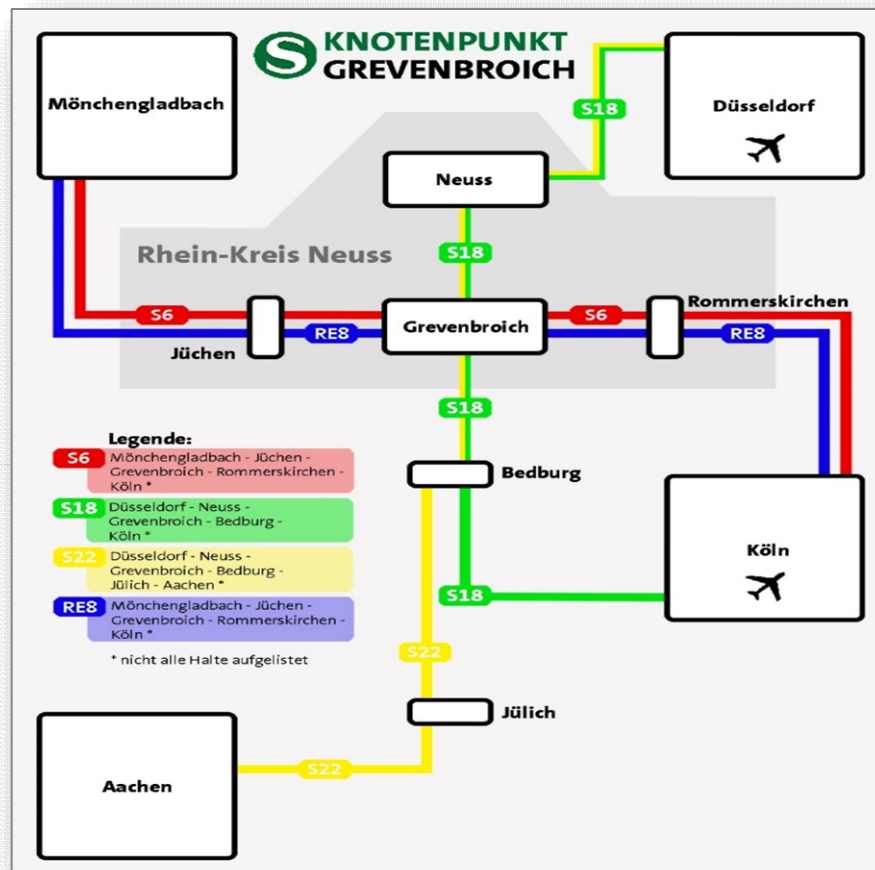 S KNOTENPUNKT
GREVENBROICH
Mönchengladbach
Düsseldorf
S18
Neuss
S18
Rhein-Kreis Neuss
Rommerskirchen
S6
Grevenbroich
S6
Jüchen
RE8
RE8
S18
Legende:
S6 Mönchengladbach - Jüchen -
Grevenbroich - Rommerskirchen -
Köln *
S18 Düsseldorf - Neuss -
Grevenbroich - Bedburg -
Köln *
S22 Düsseldorf - Neuss -
Grevenbroich - Bedburg -
Jülich - Aachen *
RE8 Mönchengladbach - Jüchen -
Grevenbroich - Rommerskirchen -
Köln *
* nicht alle Halte aufgelistet
Bedburg
Köln
S18
S22
Jülich
S22
Aachen